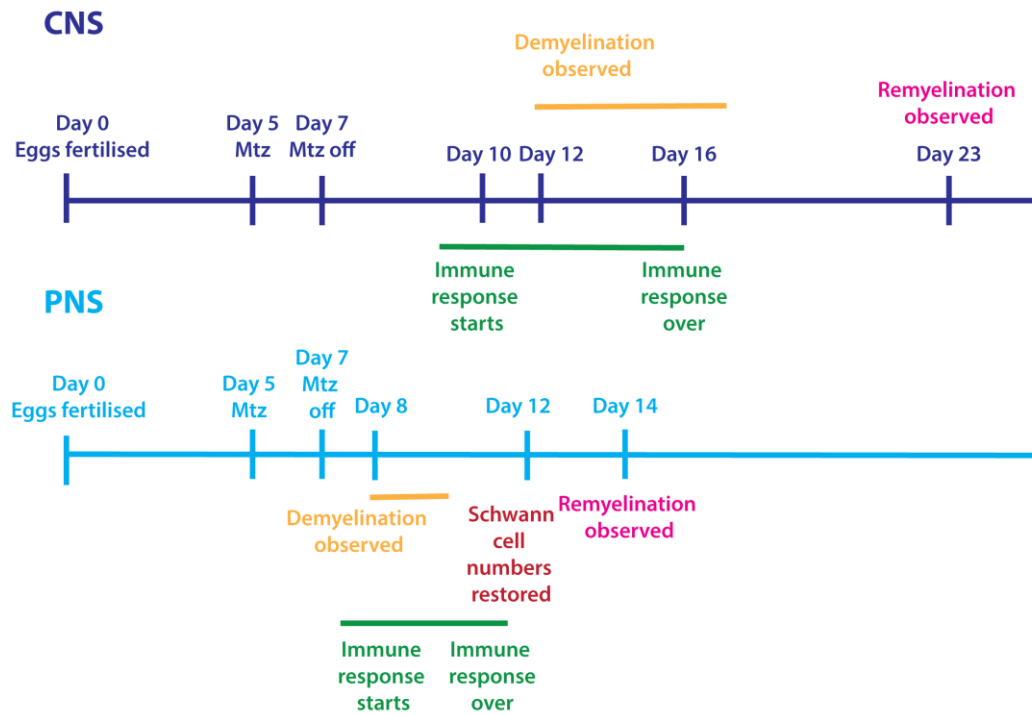 CNS
Demyelination
observed
Remyelination
observed
Day 0
Eggs fertilised
Day 5
Mtz
Day 7
Mtz off
Day 10
Day 12
Day 16
Day 23
Immune
response
starts
Immune
response
over
PNS
Day 0
Eggs fertilised
Day 5
Mtz
Day 7
Mtz
off
Day 8
Day 12
Day 14
Demyelination
observed
Schwann
cell
numbers
restored
Remyelination
observed
Immune
response
starts
Immune
response
over